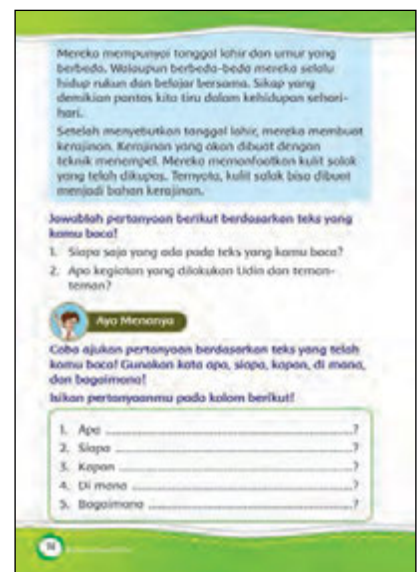 Mereka mempunyai tanggal lahir dan umur yang
berbeda. Walaupun berbeda-beda mereka selalu
hidup rukun dan belajar bersama. Sikap yang
demikian pantas kita tiru dalam kehidupan sehari-
hari.
Setelah menyebutkan tanggal lahir, mereka membuat
kerajinan. Kerajinan yang akan dibuat dengan
teknik menempel. Mereka memanfaatkan kulit salak
yang telah dikupas. Ternyata, kulit salak bisa dibuat
menjadi bahan kerajinan.
Jawablah pertanyaan berikut berdasarkan teks yang
kamu baca!
1. Siapa saja yang ada pada teks yang kamu baca?
2. Apa kegiatan yang dilakukan Udin dan teman-
teman?
Ayo Menanya
Coba ajukan pertanyaan berdasarkan teks yang telah
kamu baca! Gunakan kata apa, siapa, kapan, di mana,
dan bagaimana!
Isikan pertanyaanmu pada kolom berikut!
1. Apa ..................................................?
2. Siapa ..................................................?
3. Kapan ..................................................?
4. Di mana ..................................................?
5. Bagaimana ..................................................?